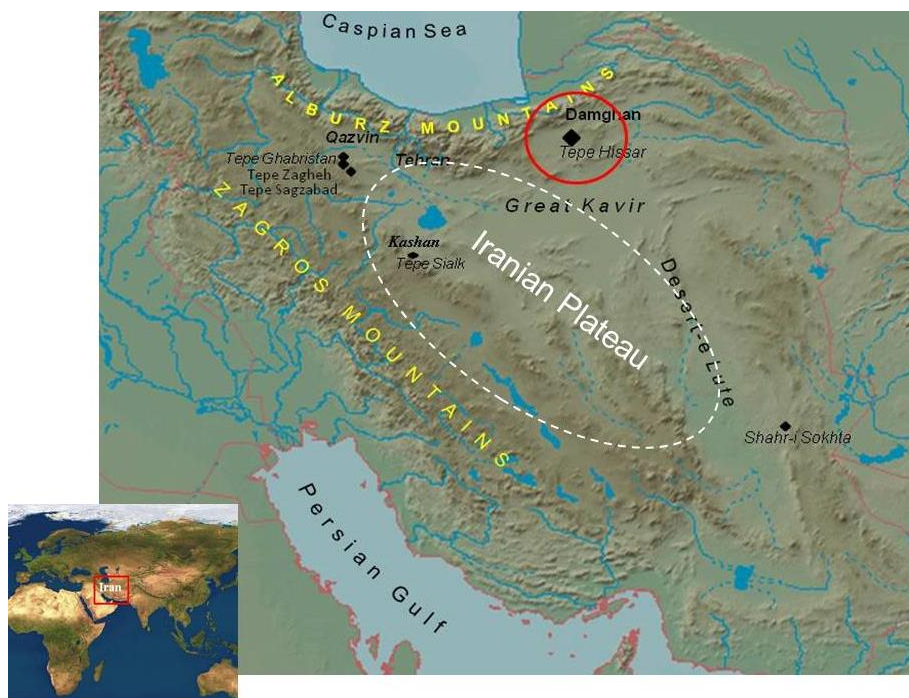 Caspian Sea
ALBURZ MOUNTAINS
Damghan
Tepe HIssar
Qazvin
Tepe Ghabristan
Tepe Zagheh
Tepe Sagzabad
Tehran
ZAGROS MOUNTAINS
Great Kavir
Kashan
Tepe Sialk
Iranian Plateau
Desart-e Lute
Shahr-i Sokhta
Persian Gulf
Iran